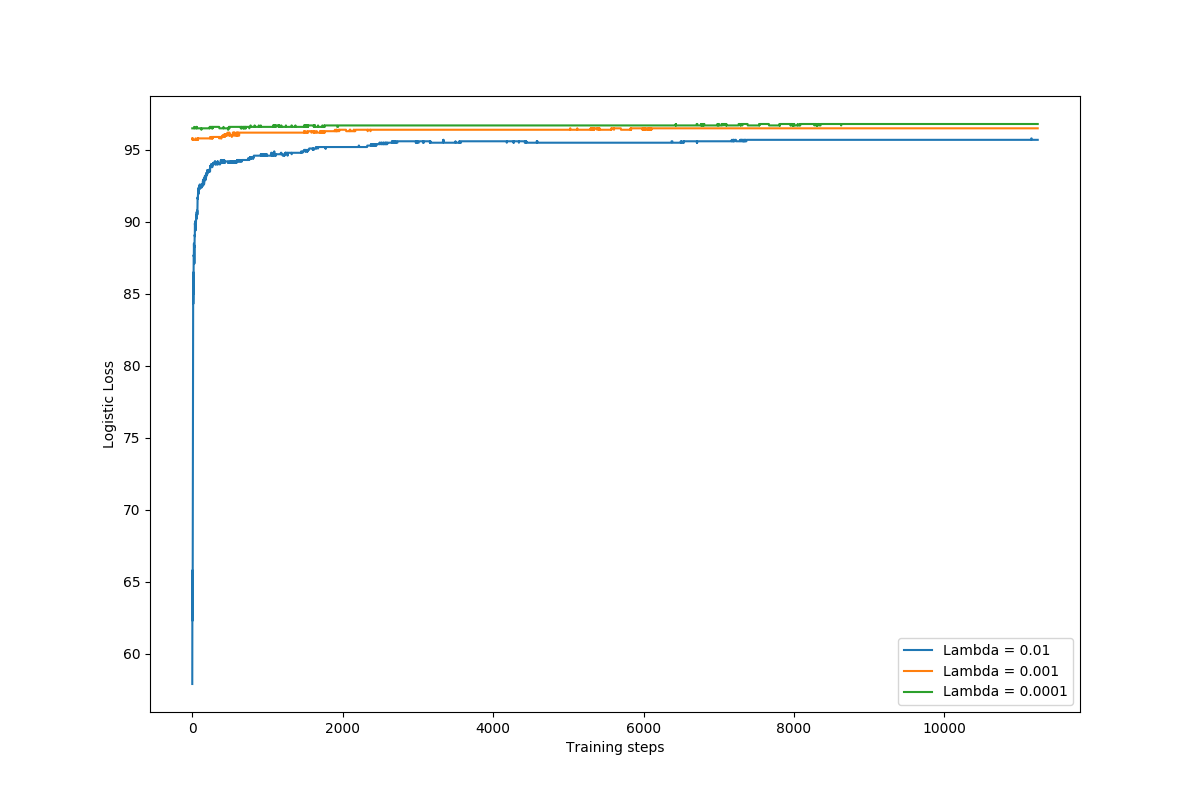 95
90
85
80
75
70
65
60
Logistic Loss
0 2000 4000 6000 8000 10000
Training steps
Lambda = 0.01
Lambda = 0.001
Lambda = 0.0001